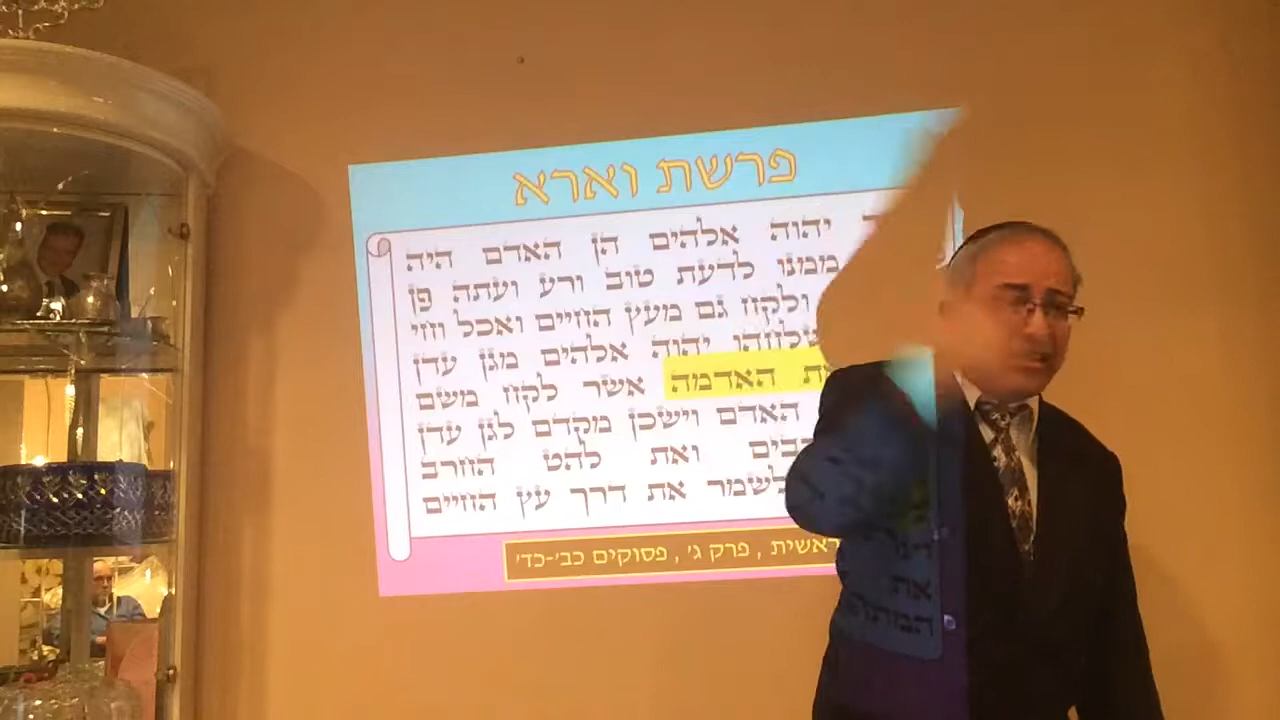 פרשת וארא
יהוה אלהים הן האדם היה
ממנו לדעת טוב ורע ועתה פן
ולקח גם מעץ החיים ואכל וחי
יהוה אלהים מגן עדן
האדמה אשר לקח משם
האדם וישכן מקדם לגן עדן
ואת להט החרב
לשמר את דרך עץ החיים
פרק ג', פסוקים כב'-כד'